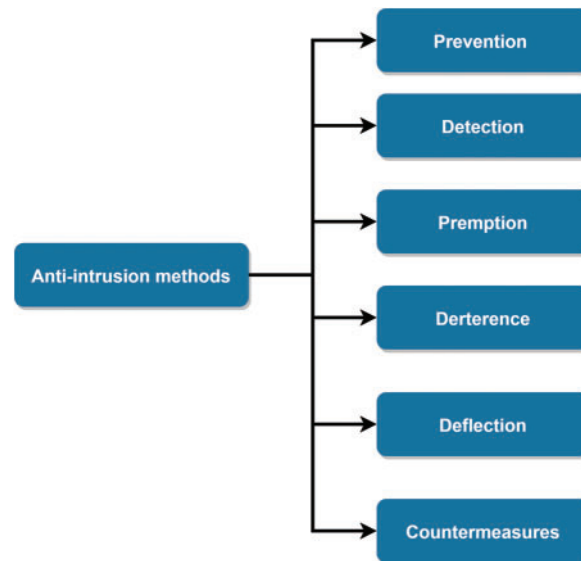 Prevention
Detection
Premption
Anti-intrusion methods
Derterence
Deflection
Countermeasures